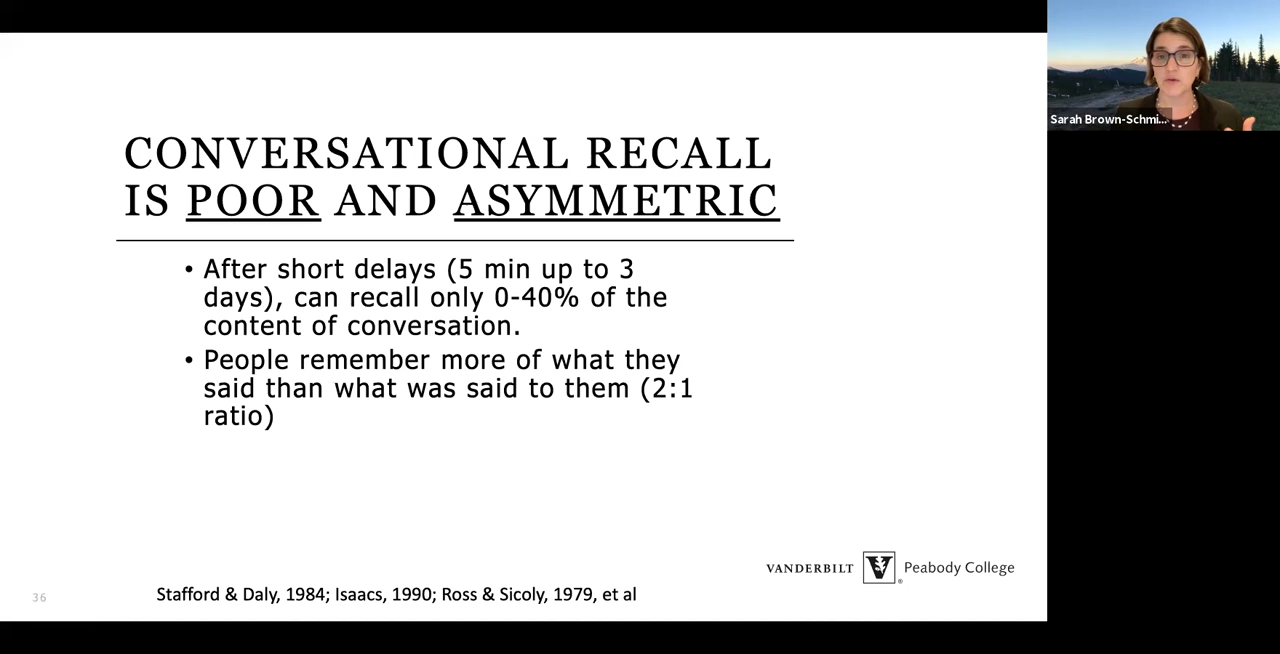 CONVERSATIONAL RECALL
IS POOR AND ASYMMETRIC
• After short delays (5 min up to 3
days), can recall only 0-40% of the
content of conversation.
• People remember more of what they
said than what was said to them (2:1
ratio)
VANDERBILT V® Peabody College
36
Stafford & Daly, 1984; Isaacs, 1990; Ross & Sicoly, 1979, et al
Sarah Brown-Schmi...